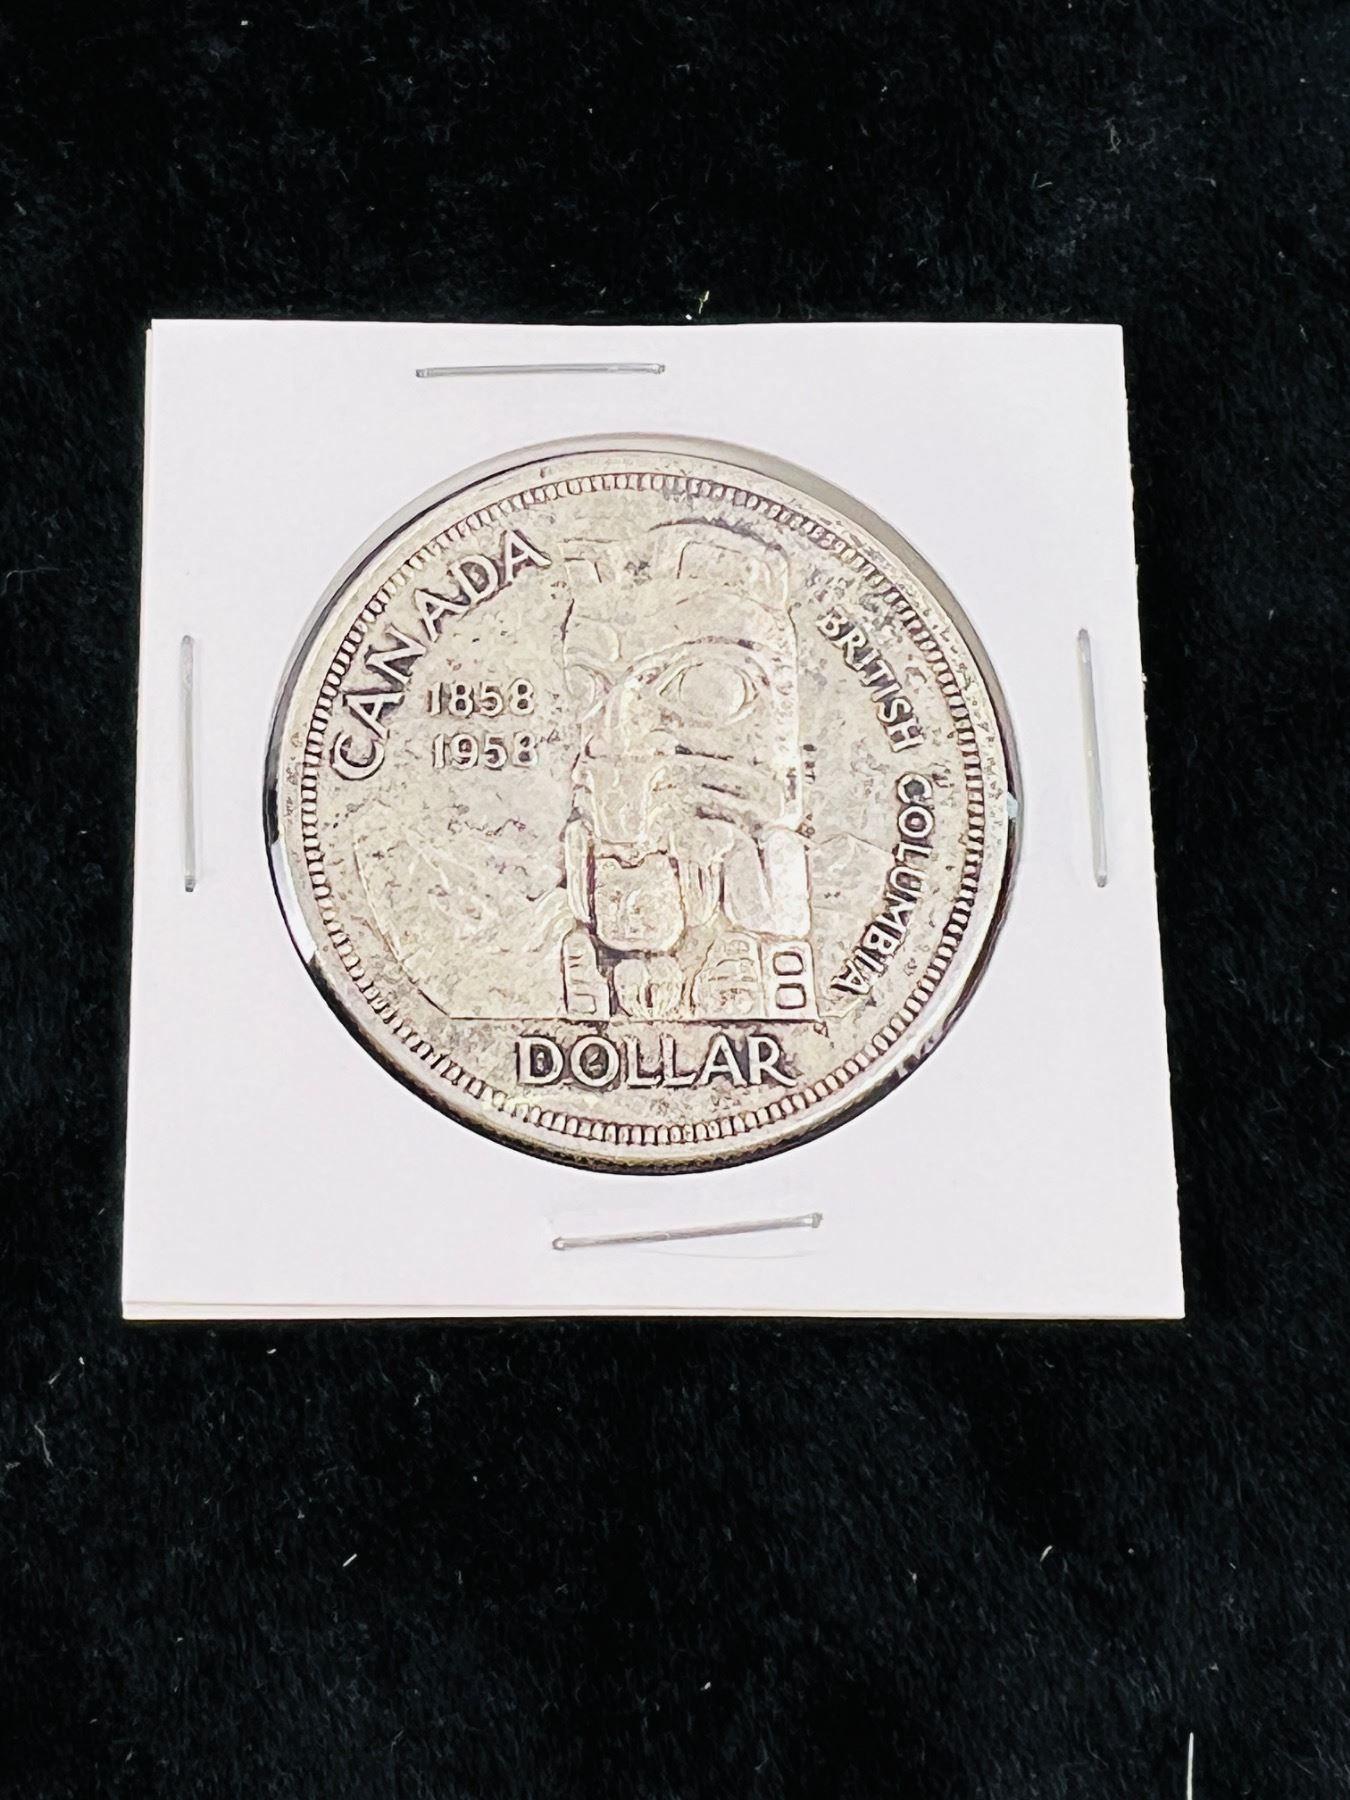 CANADA
1858
1958
BRITISH COLUMBIA
DOLLAR